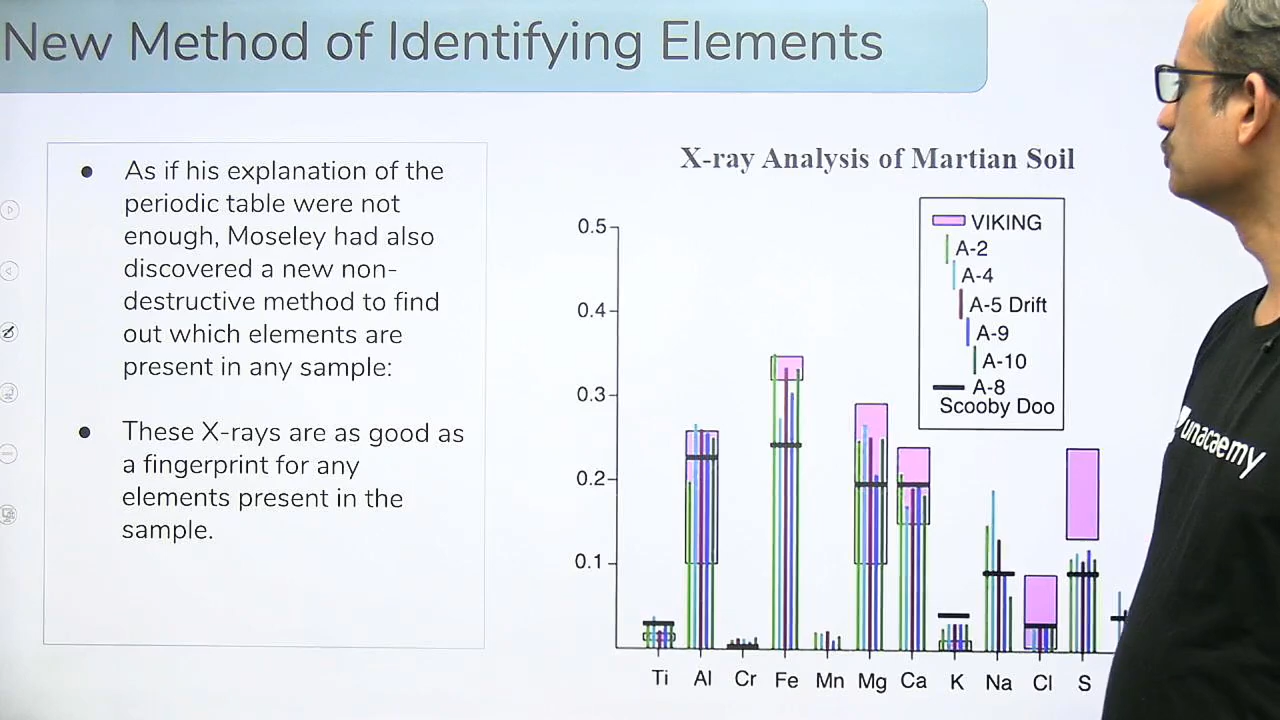 New Method of Identifying Elements
As if his explanation of the
periodic table were not
enough, Moseley had also
discovered a new non-
destructive method to find
out which elements are
present in any sample:
These X-rays are as good as
a fingerprint for any
elements present in the
sample.
X-ray Analysis of Martian Soil
0.5
0.4
0.3
0.2
0.1
VIKING
A-2
A-4
A-5 Drift
A-9
A-10
A-8
Scooby Doo
Ti Al Cr Fe Mn Mg Ca K Na Cl S
unacaemy